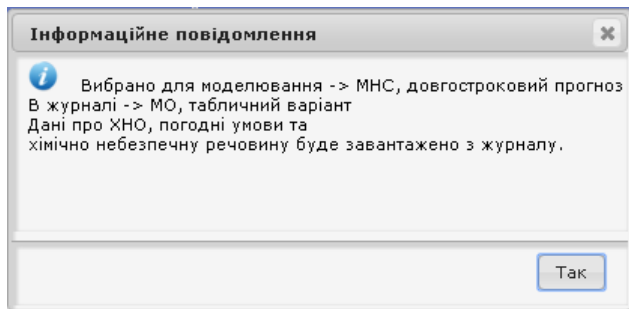 Інформаційне повідомлення
Вибрано для моделювання -> МНС, довгостроковий прогноз
В журналі -> МО, табличний варіант
Дані про ХНО, погодні умови та
хімічно небезпечну речовину буде завантажено з журналу.
Так